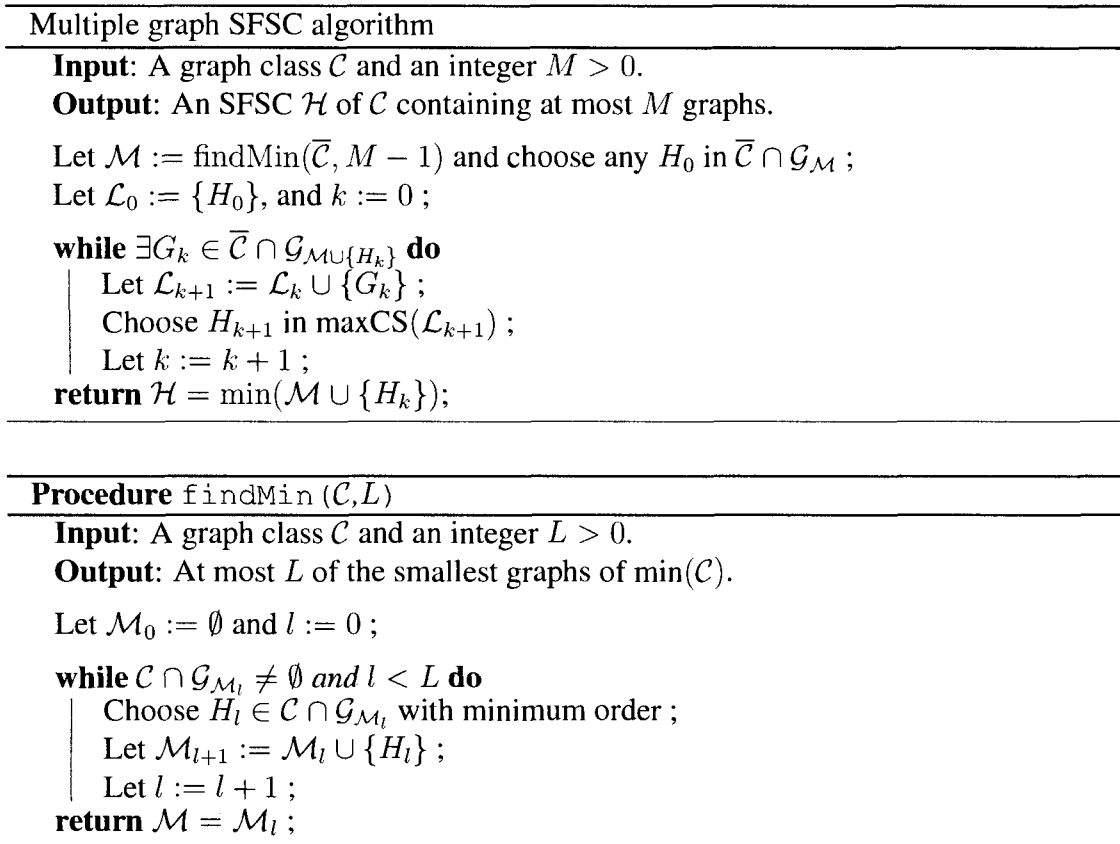 Multiple graph SFSC algorithm
Input: A graph class 𝒞 and an integer M > 0.
Output: An SFSC ℋ of 𝒞 containing at most M graphs.
Let ℳ := findMin(𝒞̅, M − 1) and choose any H₀ in 𝒞̅ ∩ 𝒢_ℳ ;
Let ℒ₀ := {H₀}, and k := 0 ;
while ∃G_k ∈ 𝒞̅ ∩ 𝒢_{ℳ∪{H_k}} do
Let ℒ_{k+1} := ℒ_k ∪ {G_k} ;
Choose H_{k+1} in maxCS(ℒ_{k+1}) ;
Let k := k + 1 ;
return ℋ = min(ℳ ∪ {H_k});
Procedure findMin (𝒞,L)
Input: A graph class 𝒞 and an integer L > 0.
Output: At most L of the smallest graphs of min(𝒞).
Let ℳ₀ := ∅ and l := 0 ;
while 𝒞 ∩ 𝒢_{ℳ_l} ≠ ∅ and l < L do
Choose H_l ∈ 𝒞 ∩ 𝒢_{ℳ_l} with minimum order ;
Let ℳ_{l+1} := ℳ_l ∪ {H_l} ;
Let l := l + 1 ;
return ℳ = ℳ_l ;